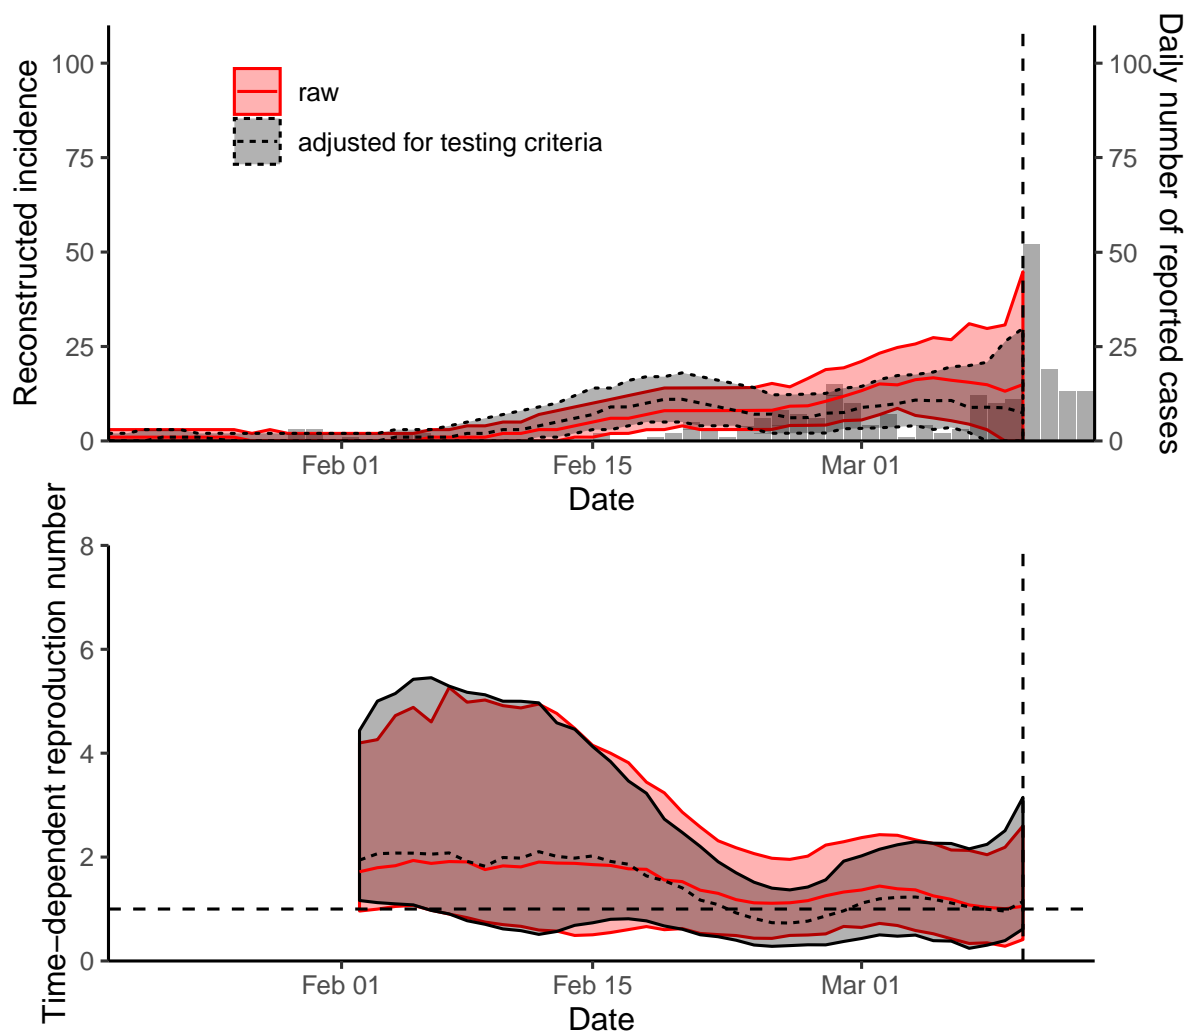 Reconstructed incidence
100
75
50
25
0
raw
adjusted for testing criteria
100
75
50
25
0
Daily number of reported cases
Feb 01
Feb 15
Mar 01
Date
Time−dependent reproduction number
8
6
4
2
0
Feb 01
Feb 15
Mar 01
Date